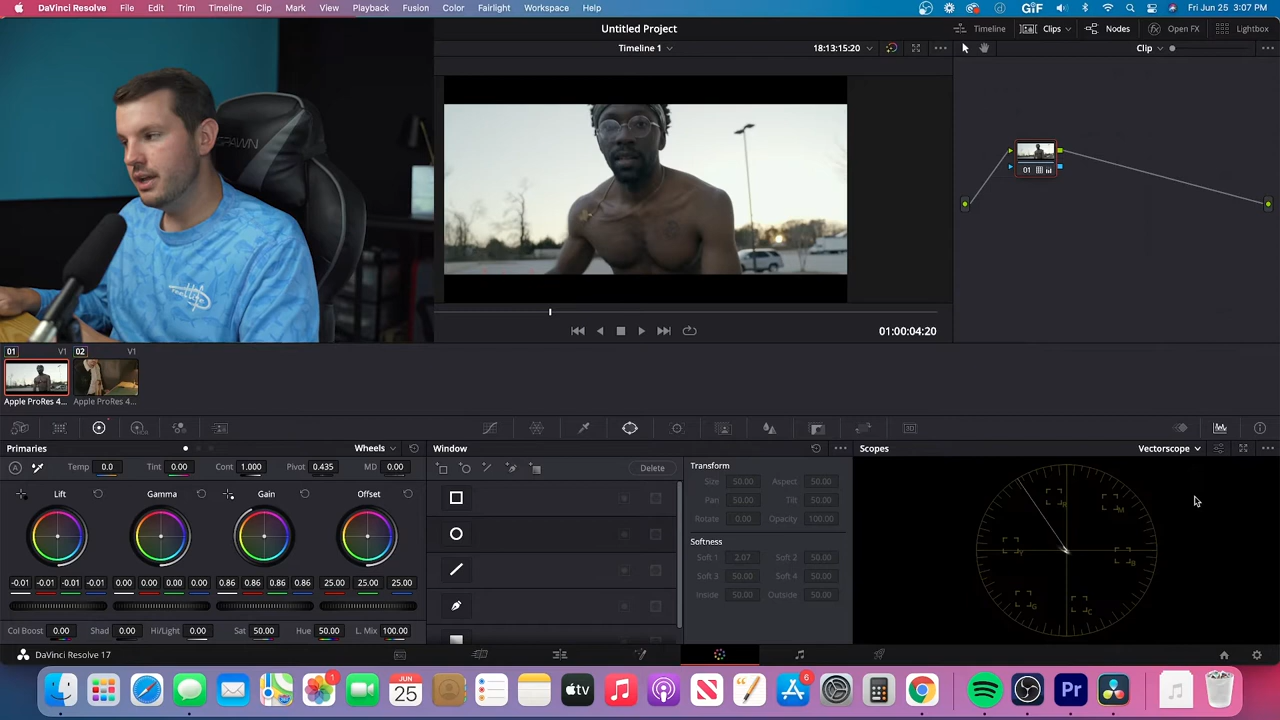 DaVinci Resolve File Edit Trim Timeline Clip Mark View Playback Fusion Color Fairlight Workspace Help GIF Fri Jun 25 3:07 PM
Untitled Project
Timeline Clips Nodes Open FX Lightbox
Timeline 1 18:13:15:20 Clip
01
01:00:04:20
01 V1 02 V1
Apple ProRes 4... Apple ProRes 4...
Primaries Wheels Window Scopes Vectorscope
Temp 0.0 Tint 0.00 Cont 1.000 Pivot 0.435 MD 0.00
Delete
Lift Gamma Gain Offset
-0.01 -0.01 -0.01 -0.01 0.00 0.00 0.00 0.00 0.86 0.86 0.86 0.86 25.00 25.00 25.00
Col Boost 0.00 Shad 0.00 Hi/Light 0.00 Sat 50.00 Hue 50.00 L. Mix 100.00
Transform
Size 50.00 Aspect 50.00
Pan 50.00 Tilt 50.00
Rotate 0.00 Opacity 100.00
Softness
Soft 1 2.07 Soft 2 50.00
Soft 3 50.00 Soft 4 50.00
Inside 50.00 Outside 50.00
R M
Y B
G C
DaVinci Resolve 17
1 JUN 25 6